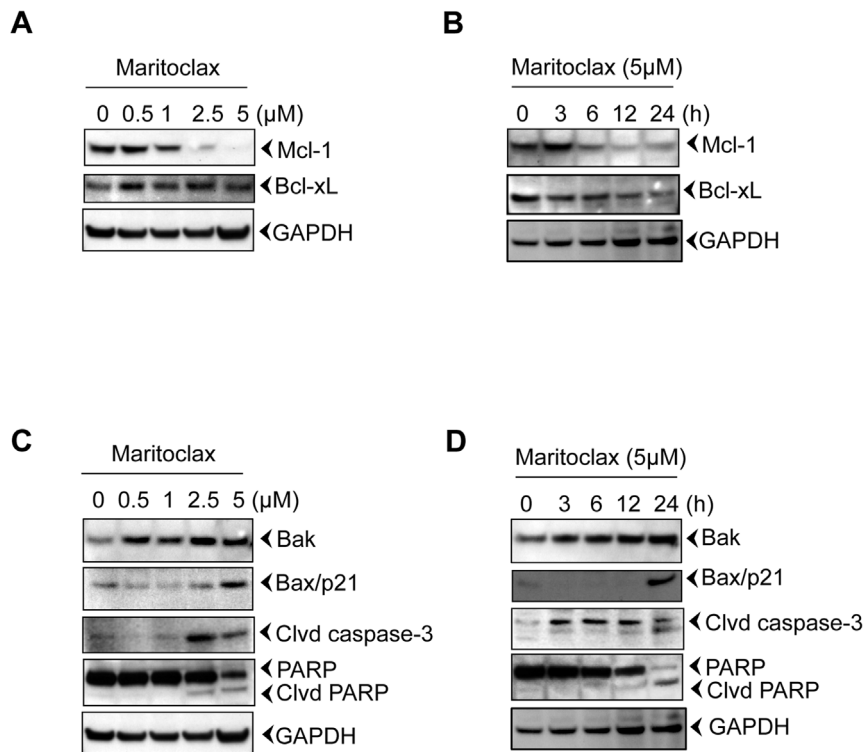 A
Maritoclax
0 0.5 1 2.5 5 (µM)
Mcl-1
Bcl-xL
GAPDH
B
Maritoclax (5µM)
0 3 6 12 24 (h)
Mcl-1
Bcl-xL
GAPDH
C
Maritoclax
0 0.5 1 2.5 5 (µM)
Bak
Bax/p21
Clvd caspase-3
PARP
Clvd PARP
GAPDH
D
Maritoclax (5µM)
0 3 6 12 24 (h)
Bak
Bax/p21
Clvd caspase-3
PARP
Clvd PARP
GAPDH